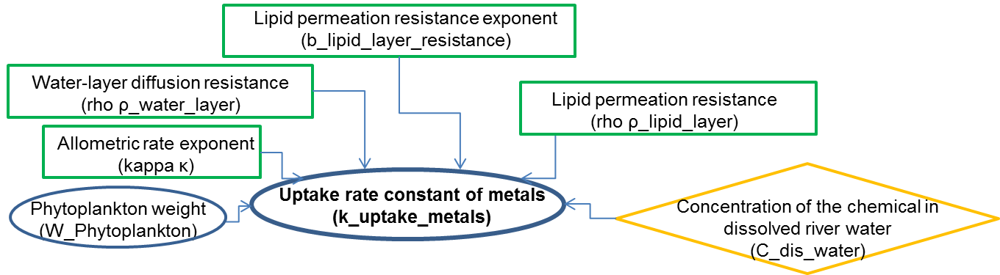 Lipid permeation resistance exponent
(b_lipid_layer_resistance)
Water-layer diffusion resistance
(rho ρ_water_layer)
Lipid permeation resistance
(rho ρ_lipid_layer)
Allometric rate exponent
(kappa κ)
Uptake rate constant of metals
(k_uptake_metals)
Phytoplankton weight
(W_Phytoplankton)
Concentration of the chemical in
dissolved river water
(C_dis_water)